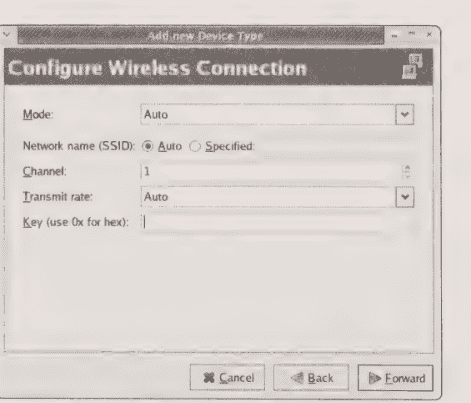 Add new Device Type
Configure Wireless Connection
Mode: Auto
Network name (SSID): Auto Specified:
Channel: 1
Transmit rate: Auto
Key (use 0x for hex):
Cancel Back Forward